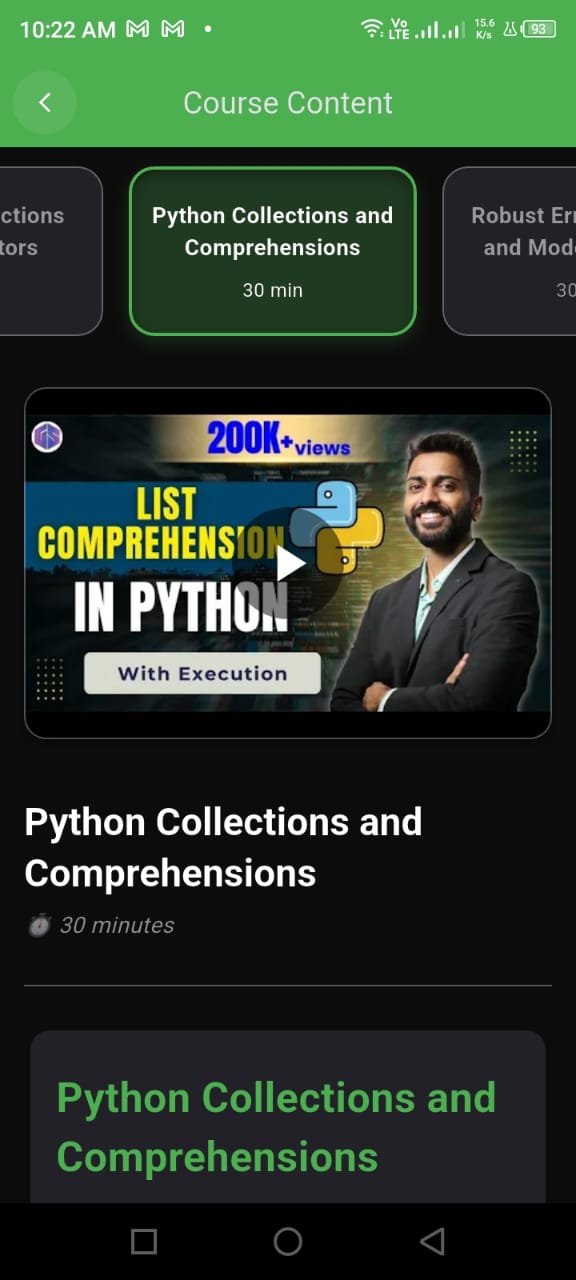 10:22 AM
Vo
LTE
15.6
K/s
93
Course Content
ctions
tors
Python Collections and
Comprehensions
30 min
Robust Er
and Mod
30
200K+ views
LIST
COMPREHENSION
IN PYTHON
With Execution
Python Collections and
Comprehensions
30 minutes
Python Collections and
Comprehensions